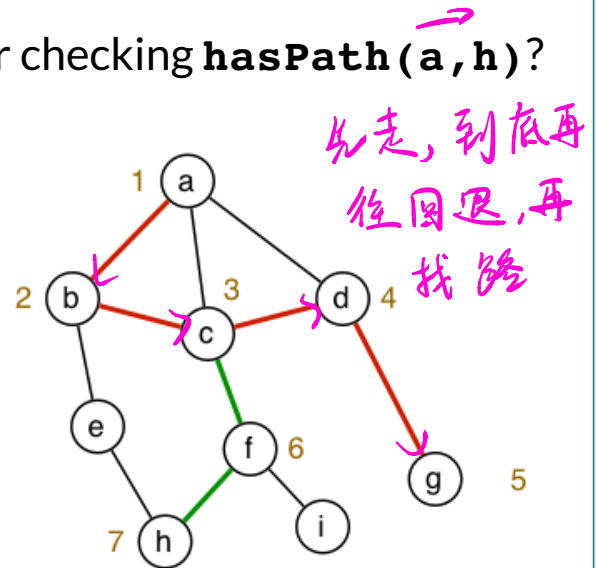 r checking hasPath(a,h)?
先走，到底再
往回退，再
找路
1 a
2 b
3
c
d 4
e
f 6
g 5
7 h
i